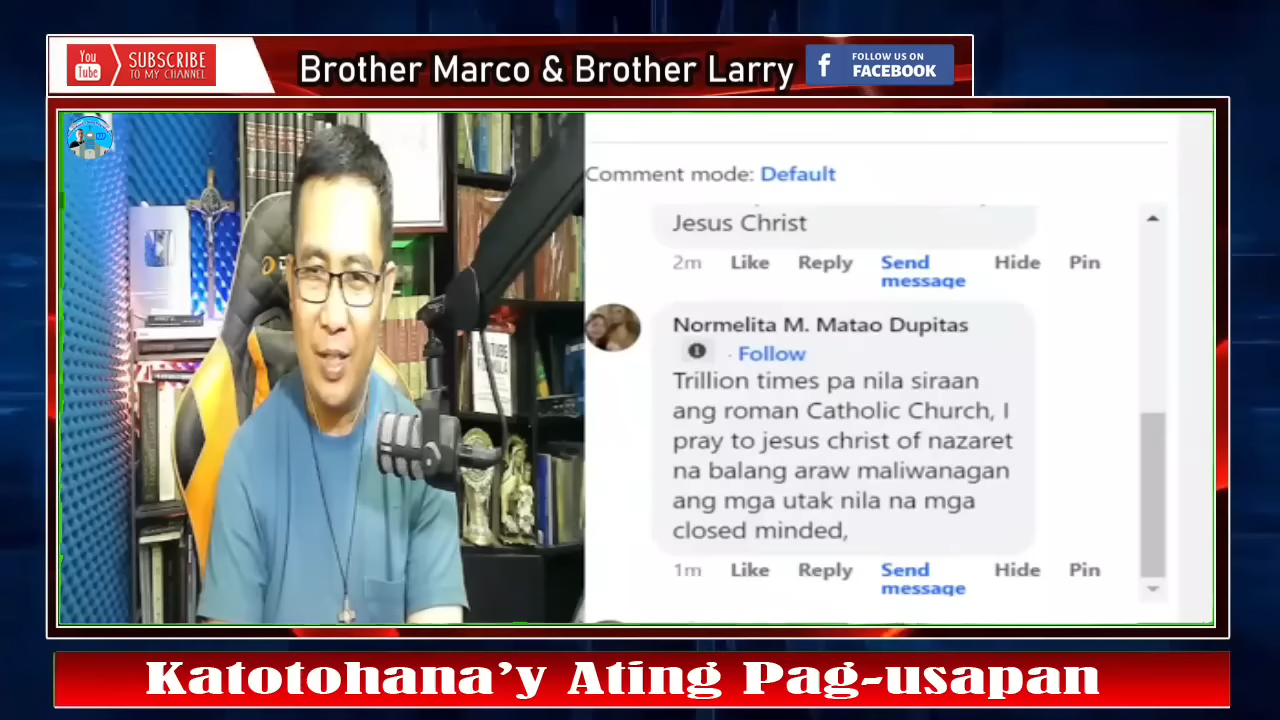 You
Tube
SUBSCRIBE
TO MY CHANNEL
Brother Marco & Brother Larry
f
FOLLOW US ON
FACEBOOK
Comment mode: Default
Jesus Christ
2m Like Reply Send message Hide Pin
Normelita M. Matao Dupitas
· Follow
Trillion times pa nila siraan
ang roman Catholic Church, I
pray to jesus christ of nazaret
na balang araw maliwanagan
ang mga utak nila na mga
closed minded,
1m Like Reply Send message Hide Pin
Katotohana'y Ating Pag-usapan